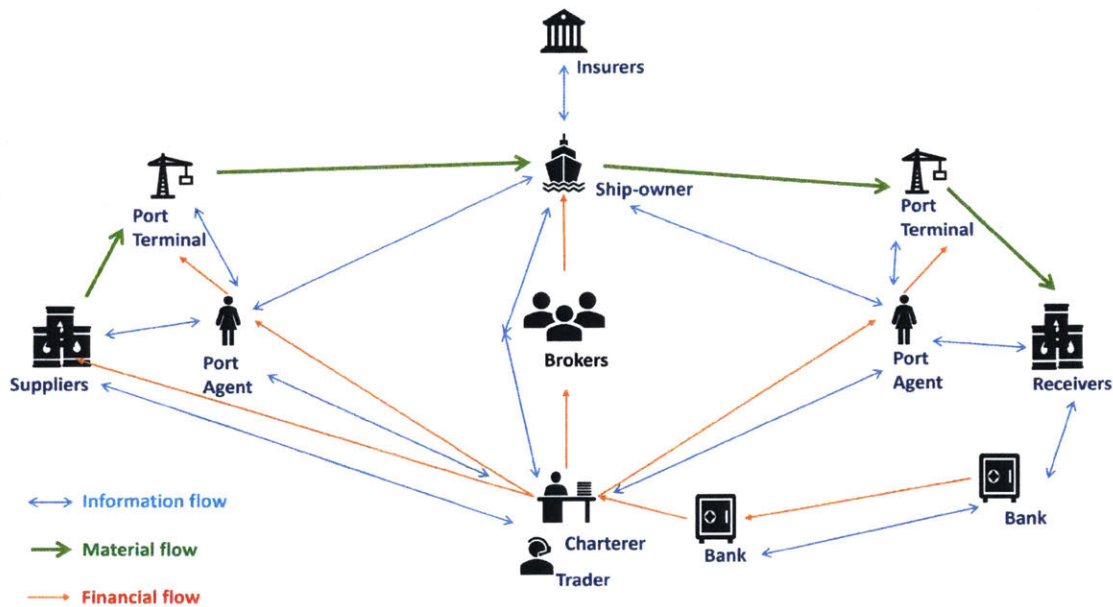 Insurers
Ship-owner
Port
Terminal
Port
Terminal
Suppliers
Port
Agent
Brokers
Port
Agent
Receivers
Information flow
Material flow
Financial flow
Charterer
Trader
Bank
Bank